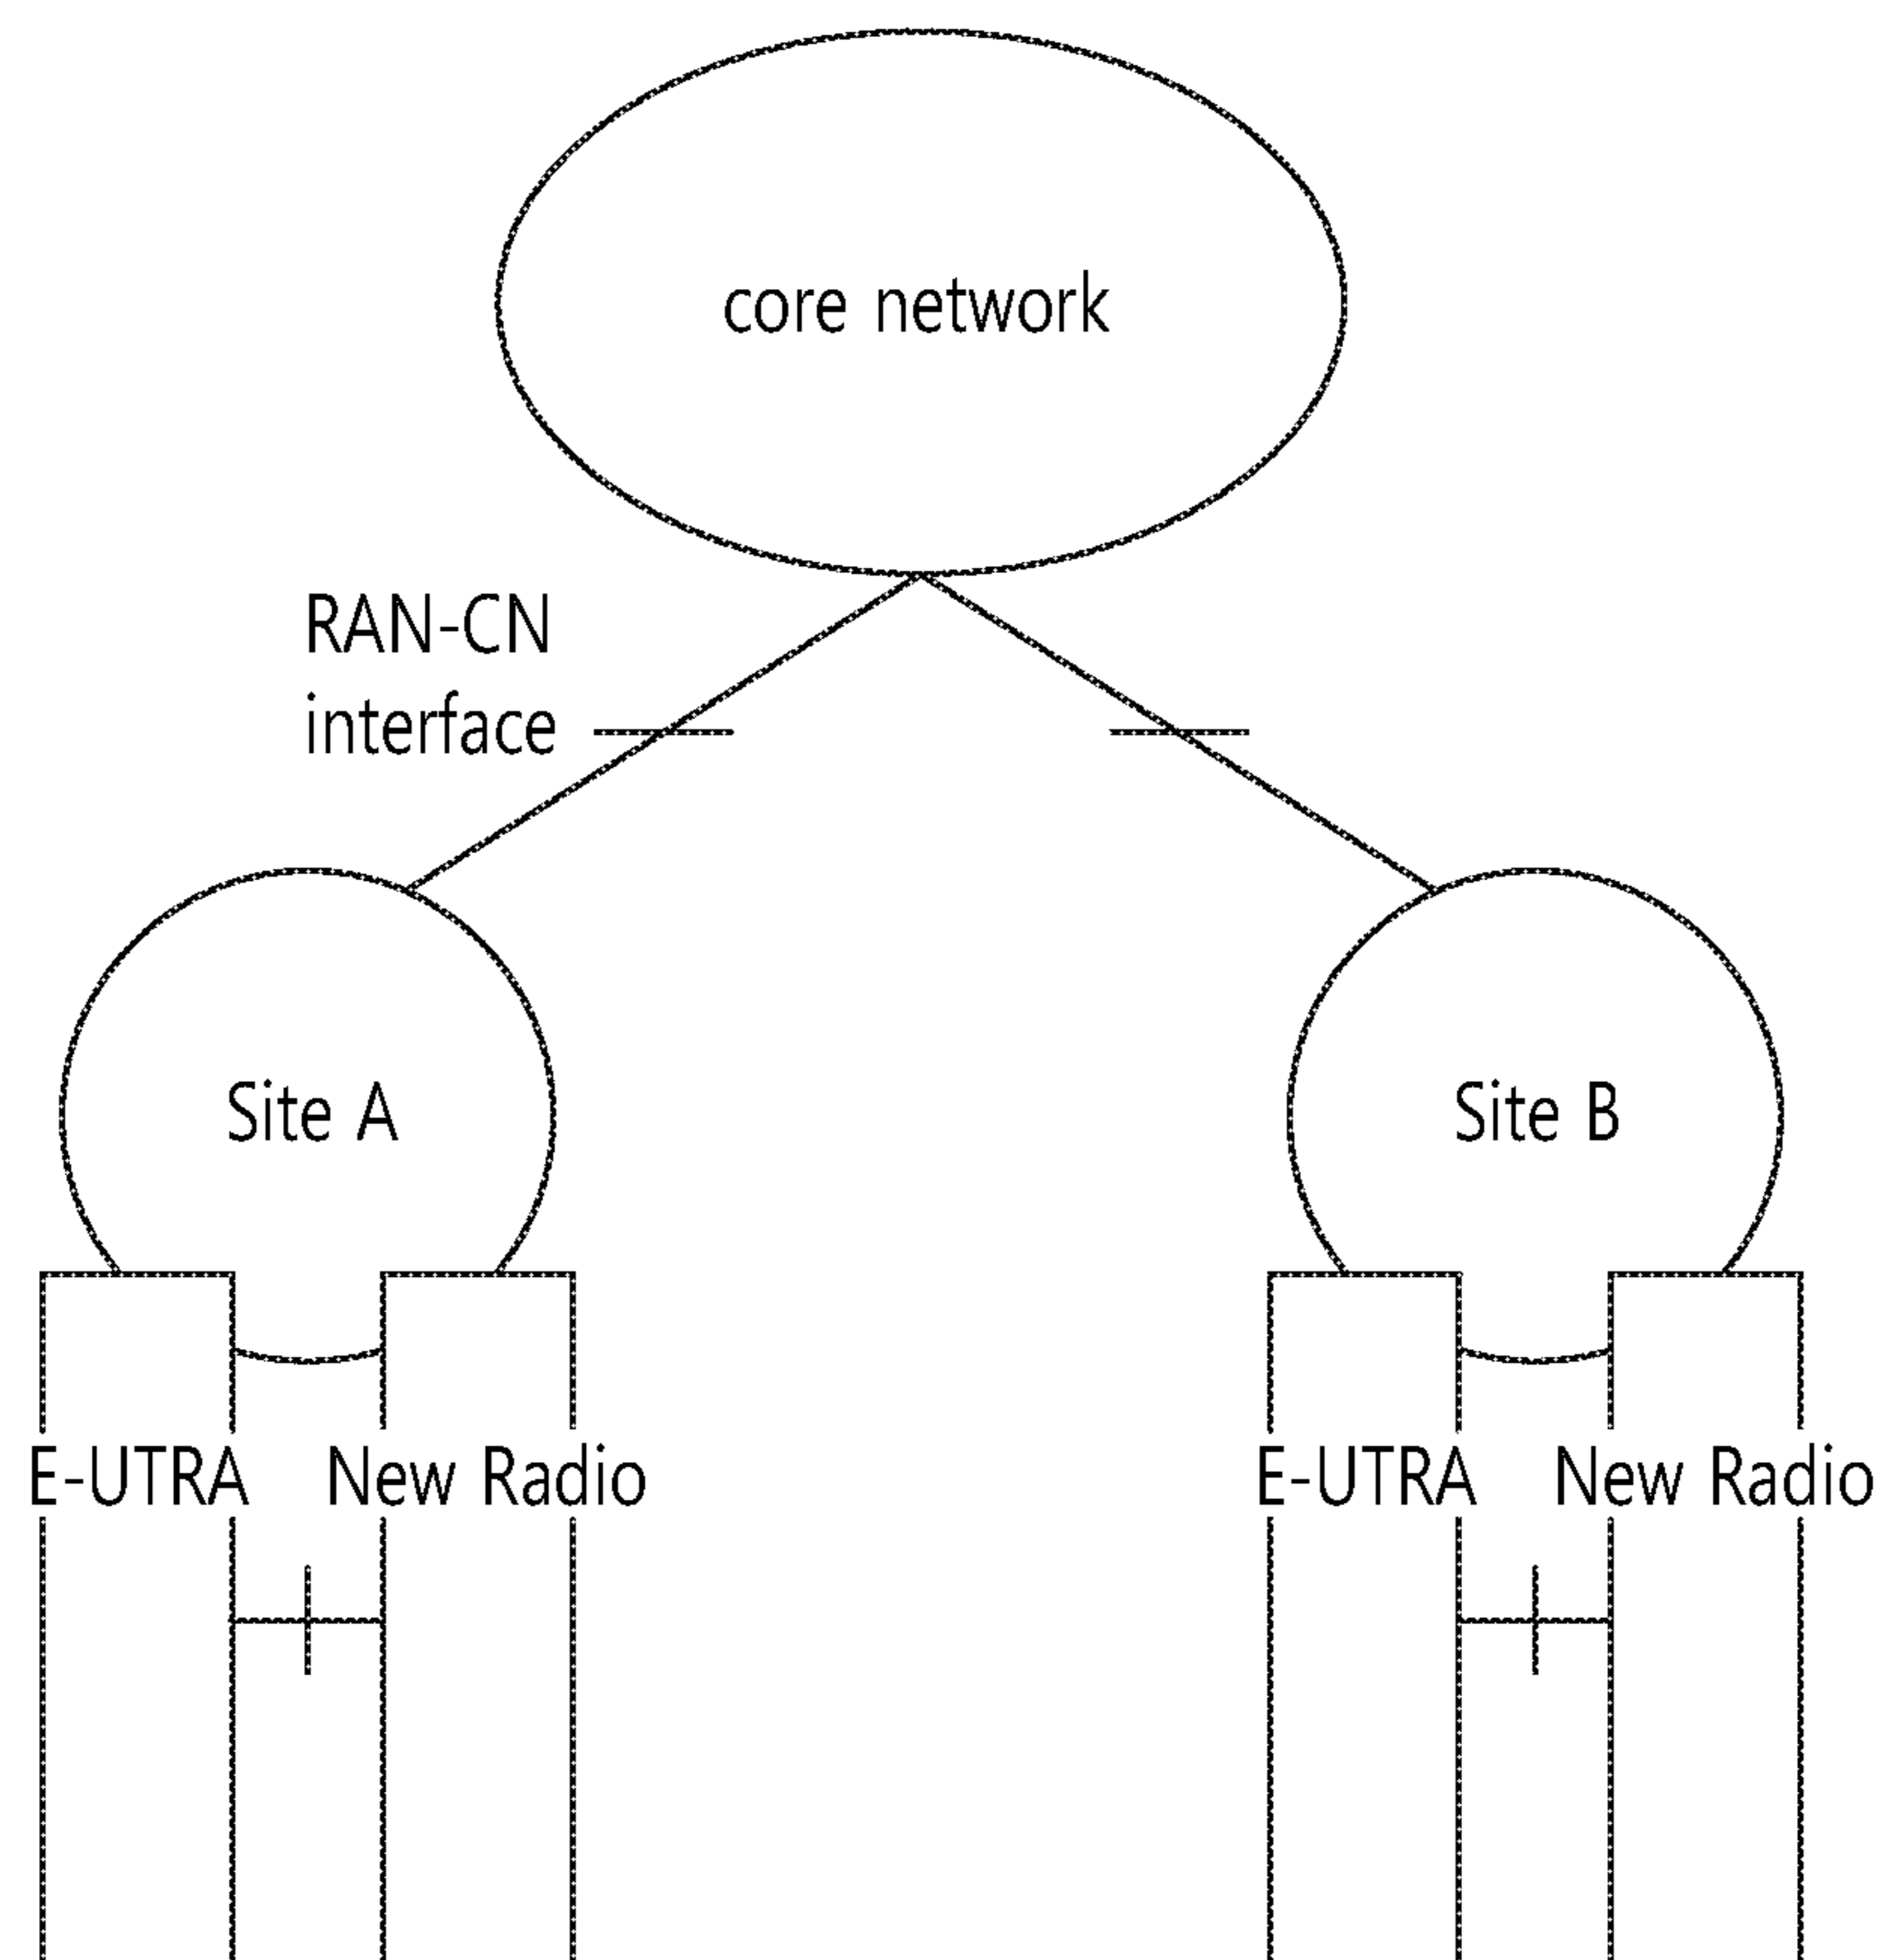 core network
RAN-CN
interface
Site A
Site B
E-UTRA
New Radio
E-UTRA
New Radio